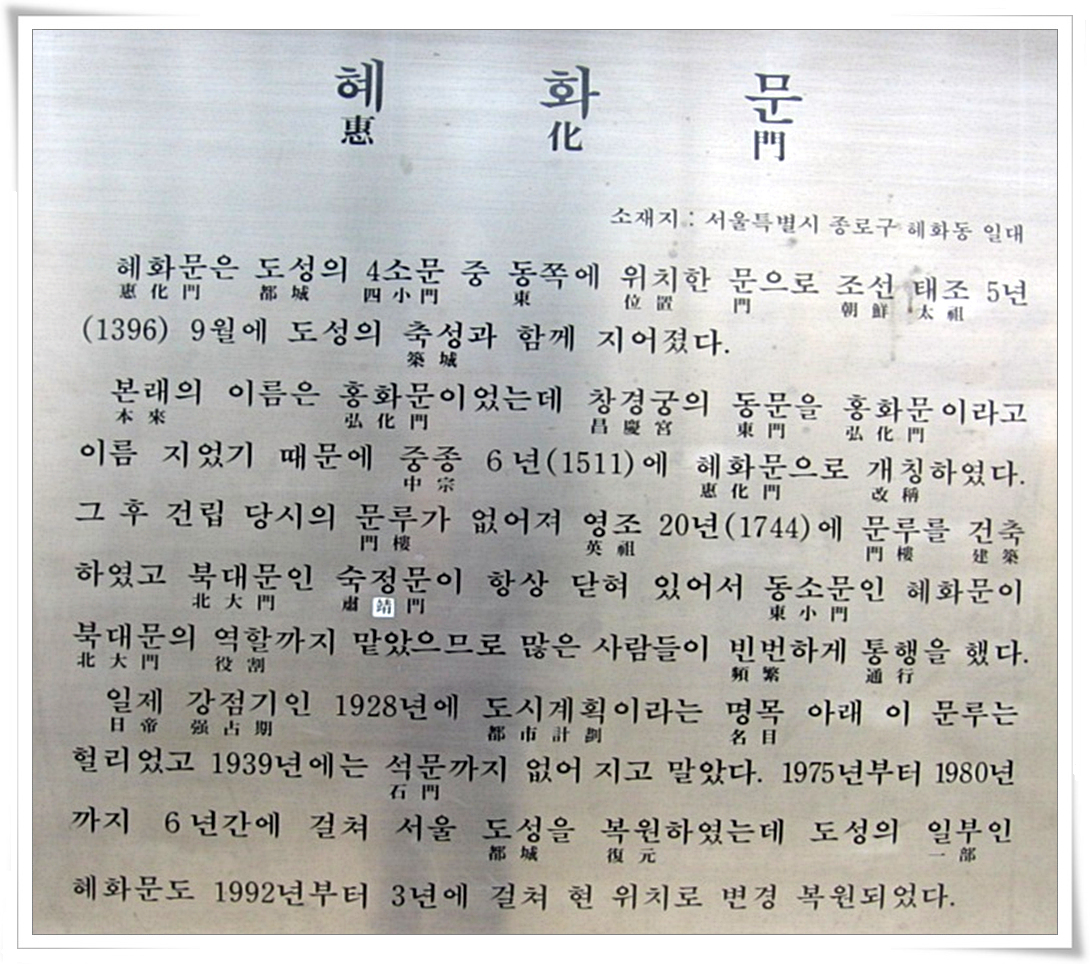 혜 화 문
惠 化 門
소재지 : 서울특별시 종로구 혜화동 일대
혜화문은 도성의 4소문 중 동쪽에 위치한 문으로 조선 태조 5년
惠化門 都城 四小門 東 位置 門 朝鮮 太祖
(1396) 9월에 도성의 축성과 함께 지어졌다.
築城
본래의 이름은 홍화문이었는데 창경궁의 동문을 홍화문이라고
本來 弘化門 昌慶宮 東門 弘化門
이름 지었기 때문에 중종 6년(1511)에 혜화문으로 개칭하였다.
中宗 惠化門 改稱
그 후 건립 당시의 문루가 없어져 영조 20년(1744)에 문루를 건축
門樓 英祖 門樓 建築
하였고 북대문인 숙정문이 항상 닫혀 있어서 동소문인 혜화문이
北大門 肅靖門 東小門
북대문의 역할까지 맡았으므로 많은 사람들이 빈번하게 통행을 했다.
北大門 役割 頻繁 通行
일제 강점기인 1928년에 도시계획이라는 명목 아래 이 문루는
日帝 强占期 都市計劃 名目
헐리었고 1939년에는 석문까지 없어 지고 말았다. 1975년부터 1980년
石門
까지 6년간에 걸쳐 서울 도성을 복원하였는데 도성의 일부인
都城 復元 一部
혜화문도 1992년부터 3년에 걸쳐 현 위치로 변경 복원되었다.